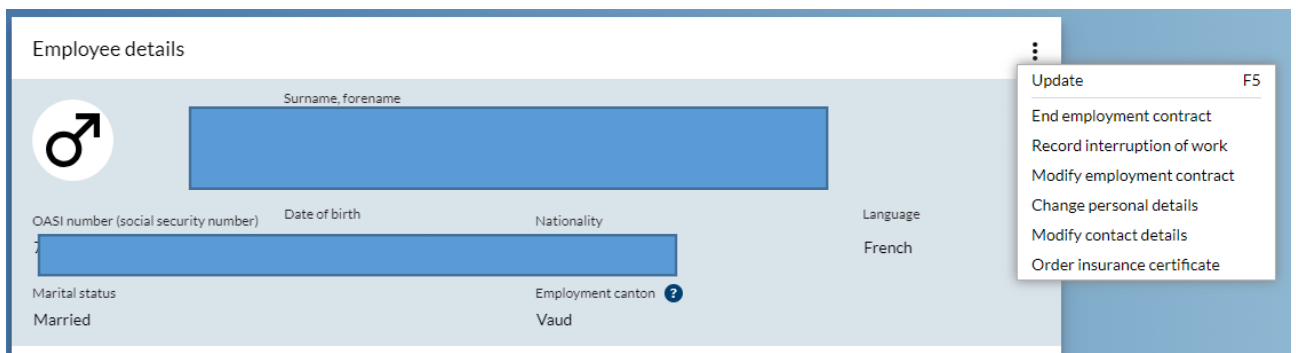 Employee details
Update F5
End employment contract
Record interruption of work
Modify employment contract
Change personal details
Modify contact details
Order insurance certificate
Surname, forename
OASI number (social security number) Date of birth Nationality Language
French
Marital status Employment canton ?
Married Vaud